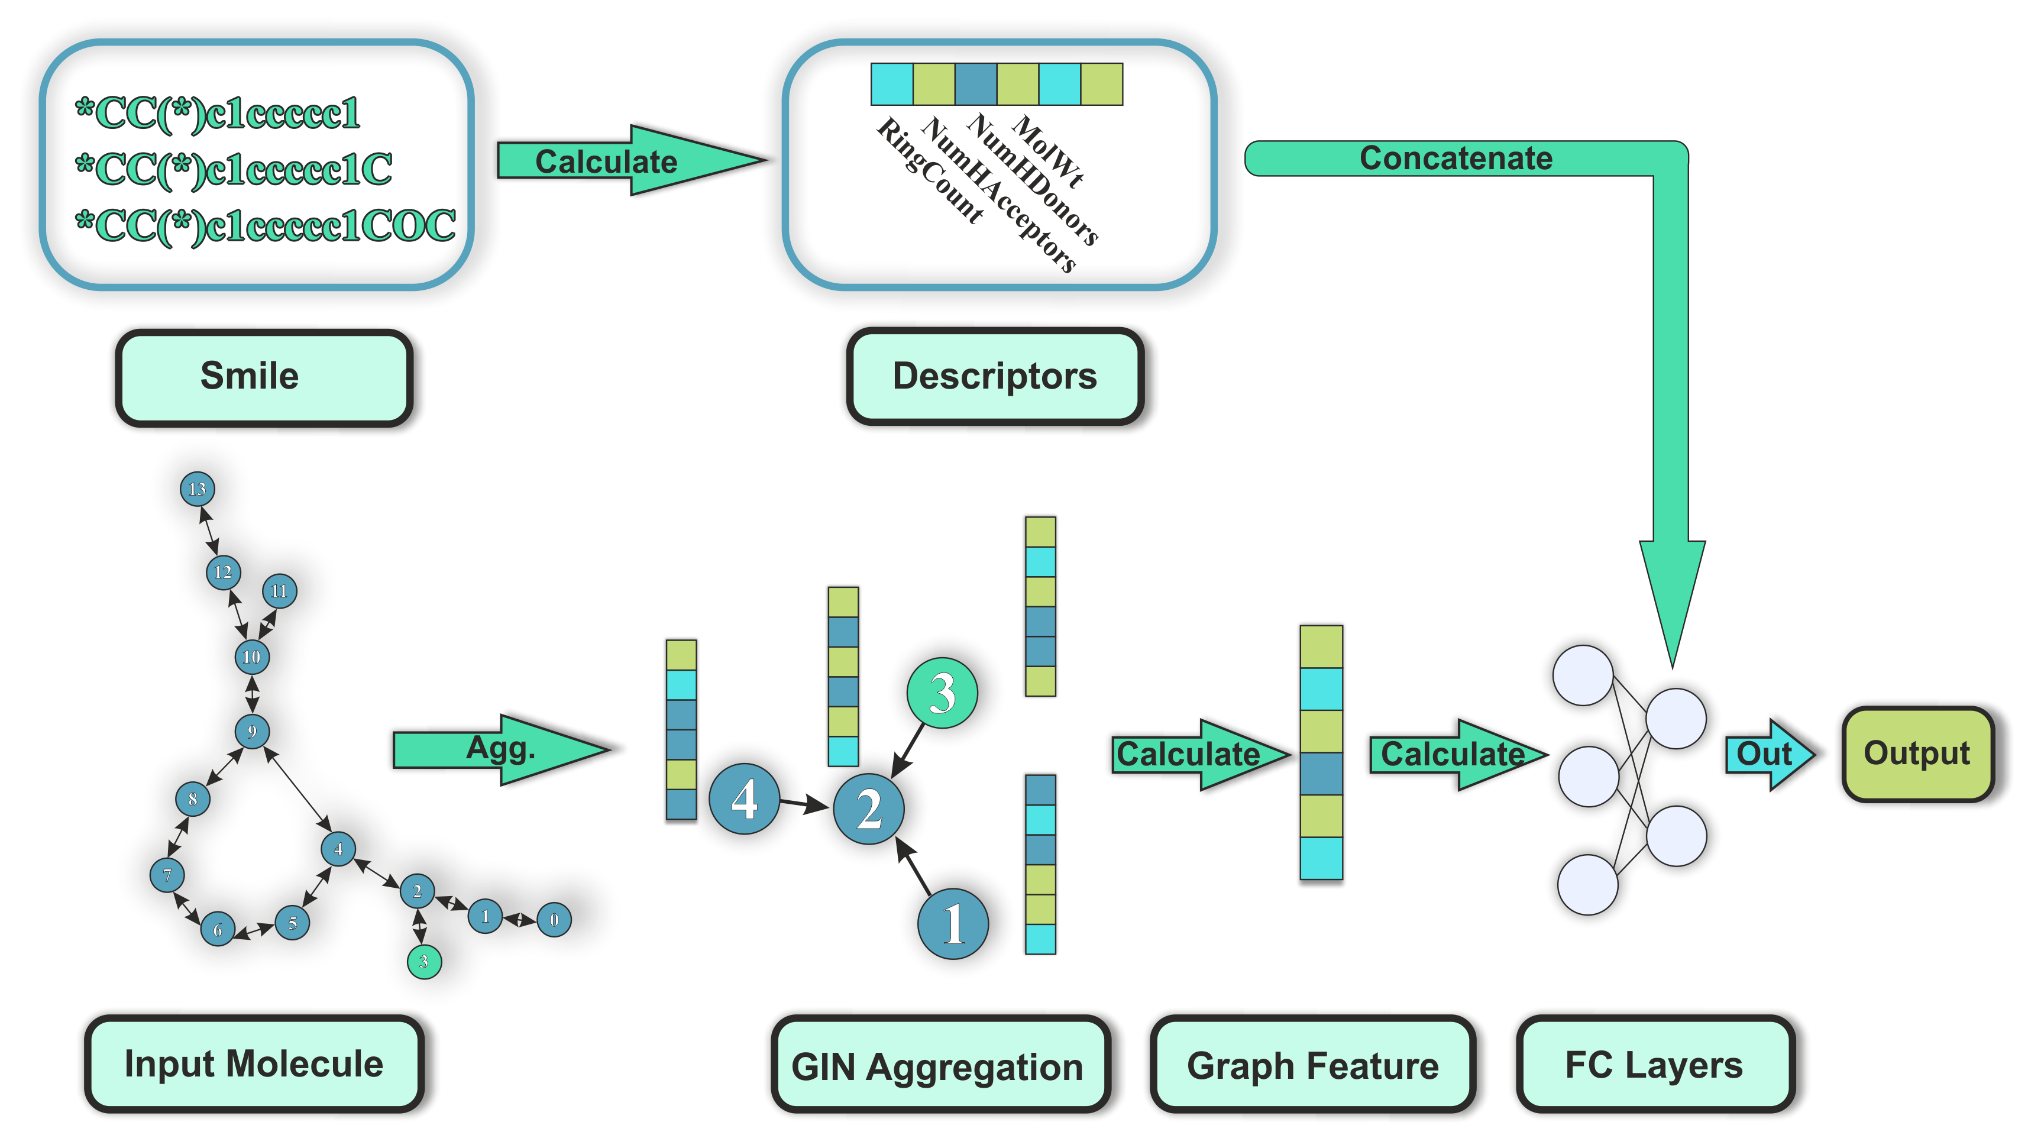 *CC(*)c1ccccc1
*CC(*)c1ccccc1C
*CC(*)c1ccccc1COC
Calculate
RingCount
NumHAcceptors
NumHDonors
MolWt
Concatenate
Smile
Descriptors
13
12
11
10
9
8
7
6
5
4
3
2
1
0
Agg.
4
2
3
1
Calculate
Calculate
Out
Output
Input Molecule
GIN Aggregation
Graph Feature
FC Layers